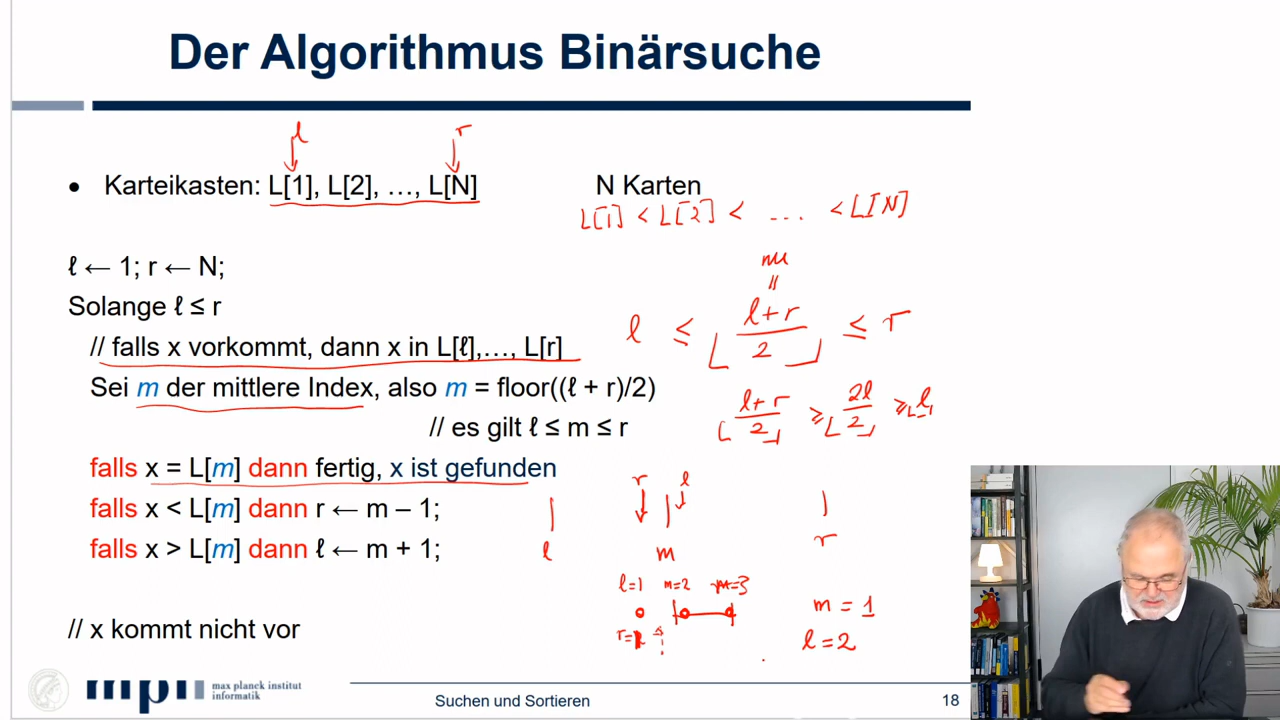 Der Algorithmus Binärsuche
l r
• Karteikasten: L[1], L[2], …, L[N] N Karten
L[1] < L[2] < ... < L[N]
ℓ ← 1; r ← N;
Solange ℓ ≤ r
// falls x vorkommt, dann x in L[ℓ],…, L[r]
l ≤ ⌊ l+r / 2 ⌋ ≤ r
Sei m der mittlere Index, also m = floor((ℓ + r)/2)
⌊ l+r / 2 ⌋ ≥ ⌊ 2l / 2 ⌋ ≥ ⌊l⌋
// es gilt ℓ ≤ m ≤ r
falls x = L[m] dann fertig, x ist gefunden
falls x < L[m] dann r ← m – 1;
falls x > L[m] dann ℓ ← m + 1;
r l
l m r
l=1 m=2 =3
m = 1
// x kommt nicht vor
l = 2
max planck institut
informatik
Suchen und Sortieren 18